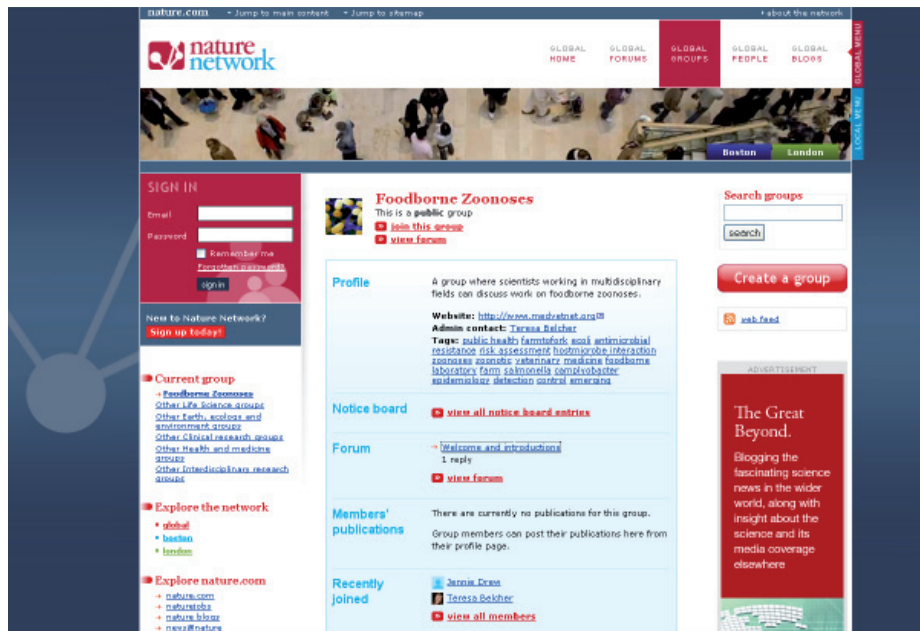 nature.com
Jump to main content
Jump to sitemap
about the network
nature
network
GLOBAL
HOME
GLOBAL
FORUMS
GLOBAL
GROUPS
GLOBAL
PEOPLE
GLOBAL
BLOGS
GLOBAL MENU
LOCAL MENU
Boston
London
SIGN IN
Email
Password
Remember me
Forgotten password?
sign in
New to Nature Network?
Sign up today!
Current group
Foodborne Zoonoses
Other Life Science groups
Other Earth, ecology and
environment groups
Other Clinical research groups
Other Health and medicine
groups
Other Interdisciplinary research
groups
Explore the network
global
boston
london
Explore nature.com
nature.com
naturejobs
nature blogs
news@nature
Foodborne Zoonoses
This is a public group
join this group
view forum
Profile
A group where scientists working in multidisciplinary
fields can discuss work on foodborne zoonoses.
Website: http://www.medvetnet.org
Admin contact: Teresa Belcher
Tags: public health farmtofork ecoli antimicrobial
resistance risk assessment hostmicrobe interaction
zoonoses zoonotic veterinary medicine foodborne
laboratory farm salmonella complyobacter
epidemiology detection control emerging
Notice board
view all notice board entries
Forum
Welcome and introductions
1 reply
view forum
Members'
publications
There are currently no publications for this group.
Group members can post their publications here from
their profile page.
Recently
joined
Jennie Drew
Teresa Belcher
view all members
Search groups
search
Create a group
web feed
ADVERTISEMENT
The Great
Beyond.
Blogging the
fascinating science
news in the wider
world, along with
insight about the
science and its
media coverage
elsewhere